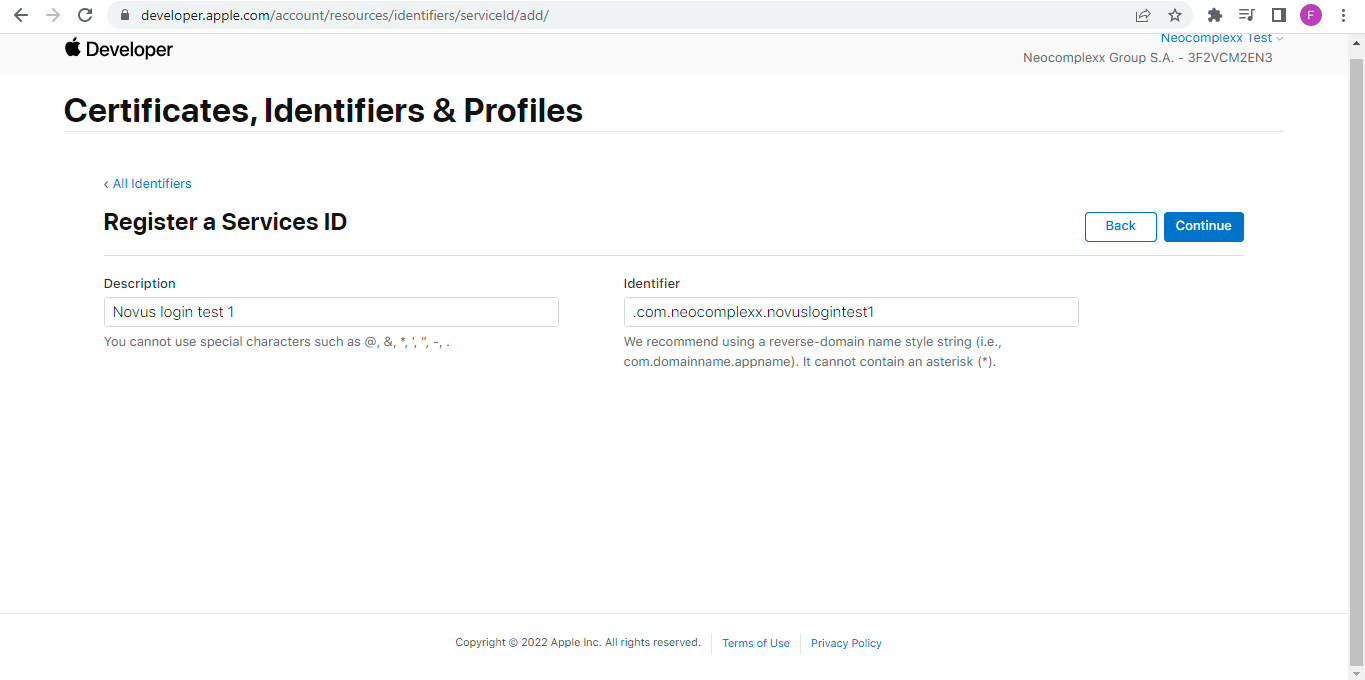 developer.apple.com/account/resources/identifiers/serviceId/add/
F
Developer
Neocomplexx Test
Neocomplexx Group S.A. - 3F2VCM2EN3
Certificates, Identifiers & Profiles
‹ All Identifiers
Register a Services ID
Back
Continue
Description
Identifier
Novus login test 1
.com.neocomplexx.novuslogintest1
You cannot use special characters such as @, &, *, ', ", -, .
We recommend using a reverse-domain name style string (i.e.,
com.domainname.appname). It cannot contain an asterisk (*).
Copyright © 2022 Apple Inc. All rights reserved.
Terms of Use
Privacy Policy